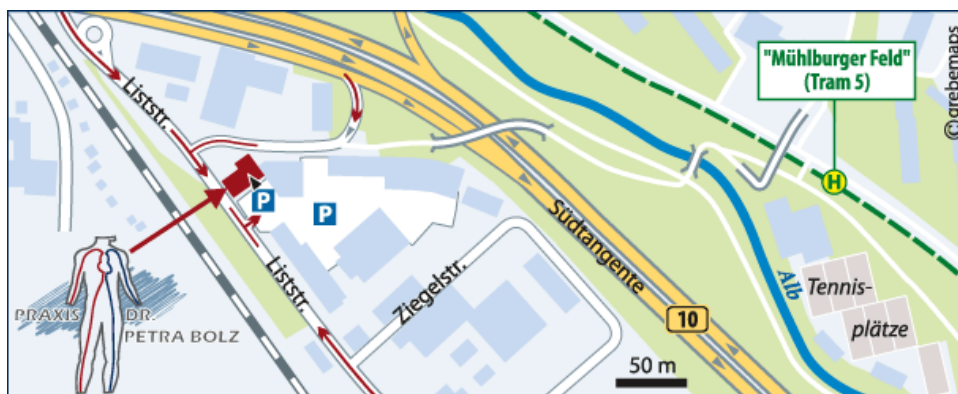 "Mühlburger Feld"
(Tram 5)
© grebemaps
Liststr.
H
P
P
Südtangente
Liststr.
Ziegelstr.
Alb
Tennis-
plätze
PRAXIS DR.
PETRA BOLZ
10
50 m